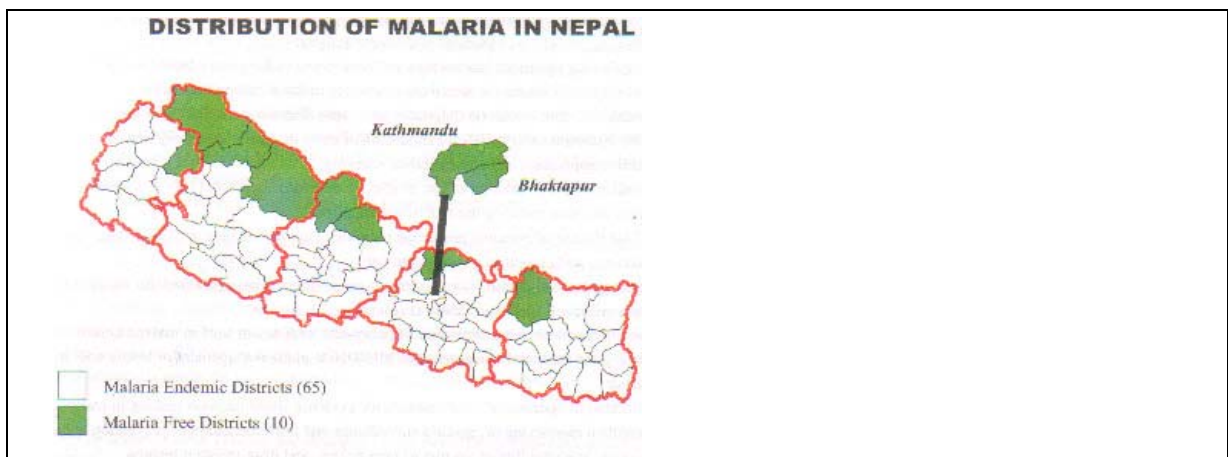 DISTRIBUTION OF MALARIA IN NEPAL
Kathmandu
Bhaktapur
Malaria Endemic Districts (65)
Malaria Free Districts (10)